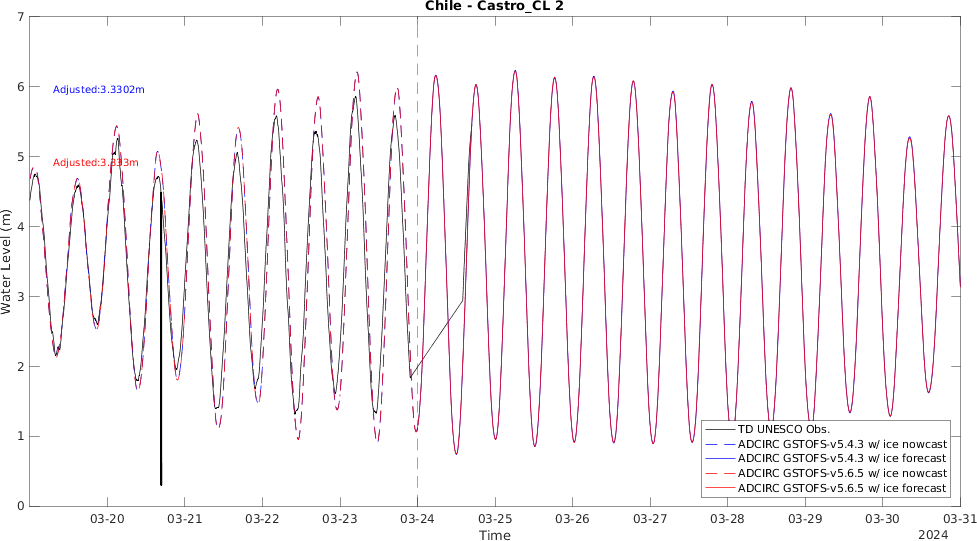 Chile - Castro_CL 2
Water Level (m)
7
6
5
4
3
2
1
0
Adjusted:3.3302m
Adjusted:3.333m
TD UNESCO Obs.
ADCIRC GSTOFS-v5.4.3 w/ ice nowcast
ADCIRC GSTOFS-v5.4.3 w/ ice forecast
ADCIRC GSTOFS-v5.6.5 w/ ice nowcast
ADCIRC GSTOFS-v5.6.5 w/ ice forecast
03-20 03-21 03-22 03-23 03-24 03-25 03-26 03-27 03-28 03-29 03-30 03-31
Time
2024